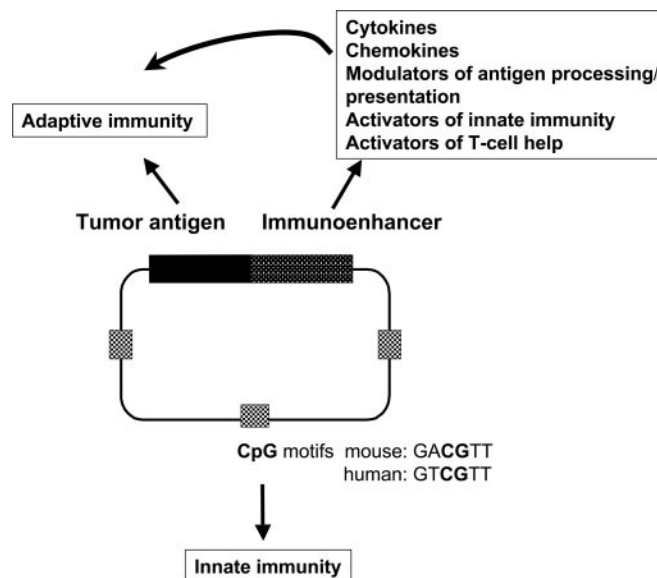 Cytokines
Chemokines
Modulators of antigen processing/
presentation
Activators of innate immunity
Activators of T-cell help
Adaptive immunity
Tumor antigen
Immunoenhancer
CpG motifs mouse: GACGTT
human: GTCGTT
Innate immunity